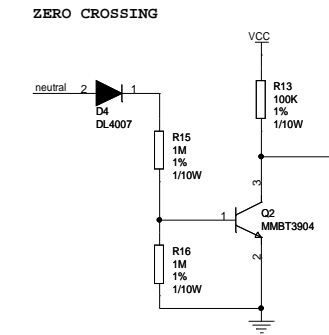 ZERO CROSSING
VCC
neutral
2
1
D4
DL4007
R13
100K
1%
1/10W
R15
1M
1%
1/10W
3
1
Q2
MMBT3904
2
R16
1M
1%
1/10W